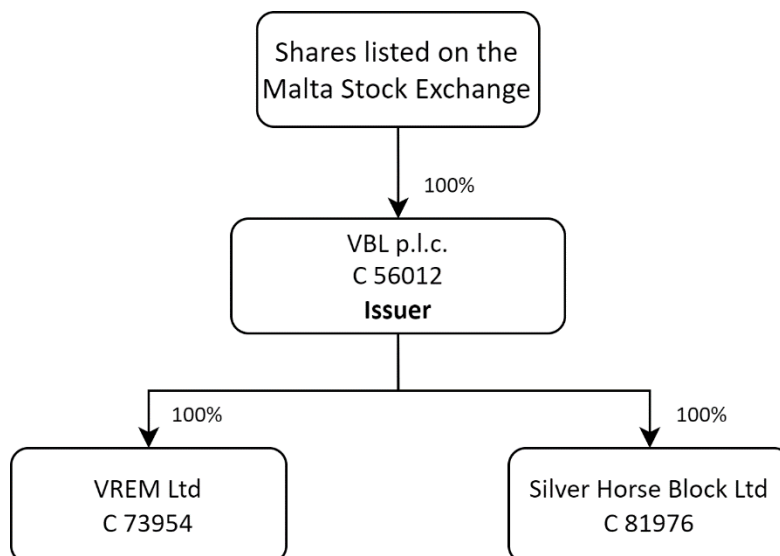 Shares listed on the
Malta Stock Exchange
100%
VBL p.l.c.
C 56012
Issuer
100%
100%
VREM Ltd
C 73954
Silver Horse Block Ltd
C 81976